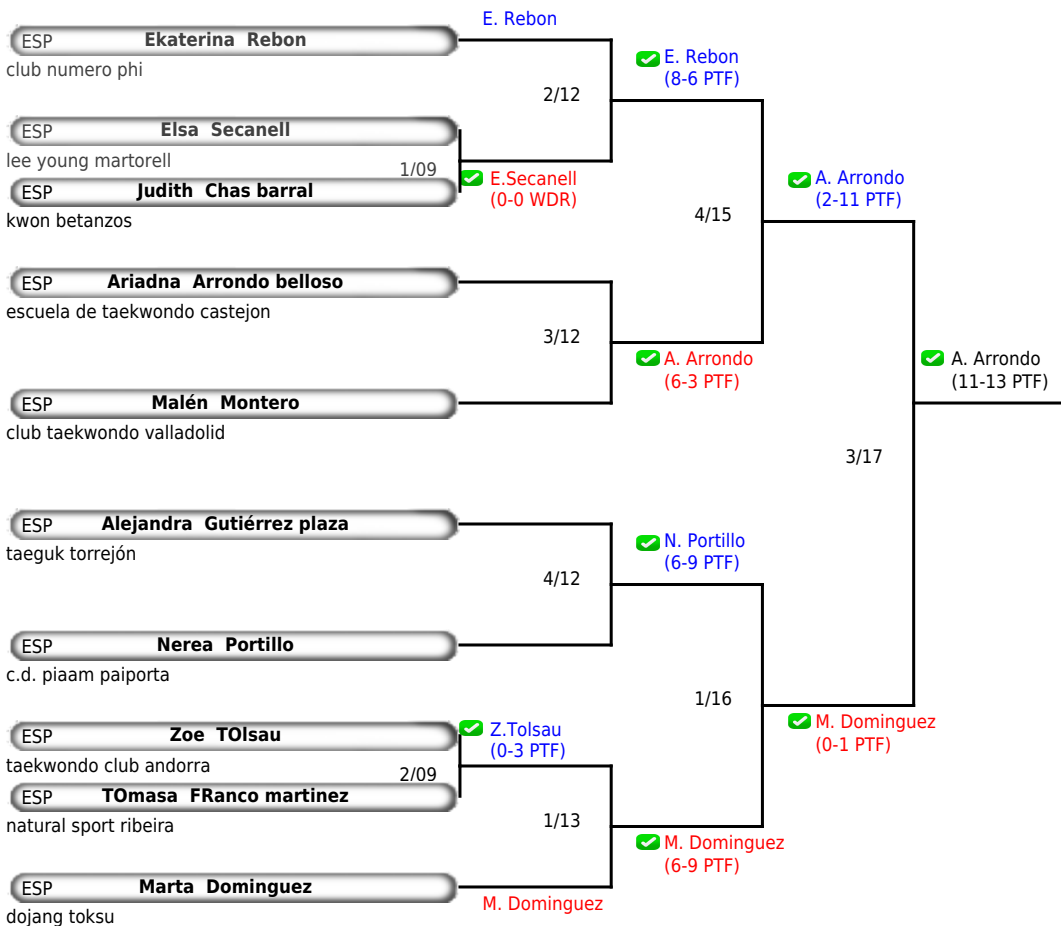 E. Rebon
ESP Ekaterina Rebon
club numero phi
E. Rebon
(8-6 PTF)
2/12
ESP Elsa Secanell
lee young martorell
1/09
E.Secanell
(0-0 WDR)
ESP Judith Chas barral
kwon betanzos
A. Arrondo
(2-11 PTF)
4/15
ESP Ariadna Arrondo belloso
escuela de taekwondo castejon
3/12
A. Arrondo
(6-3 PTF)
A. Arrondo
(11-13 PTF)
ESP Malén Montero
club taekwondo valladolid
3/17
ESP Alejandra Gutiérrez plaza
taeguk torrejón
N. Portillo
(6-9 PTF)
4/12
ESP Nerea Portillo
c.d. piaam paiporta
1/16
M. Dominguez
(0-1 PTF)
ESP Zoe TOlsau
Z.Tolsau
(0-3 PTF)
taekwondo club andorra
2/09
ESP TOmasa FRanco martinez
natural sport ribeira
1/13
M. Dominguez
(6-9 PTF)
ESP Marta Dominguez
M. Dominguez
dojang toksu